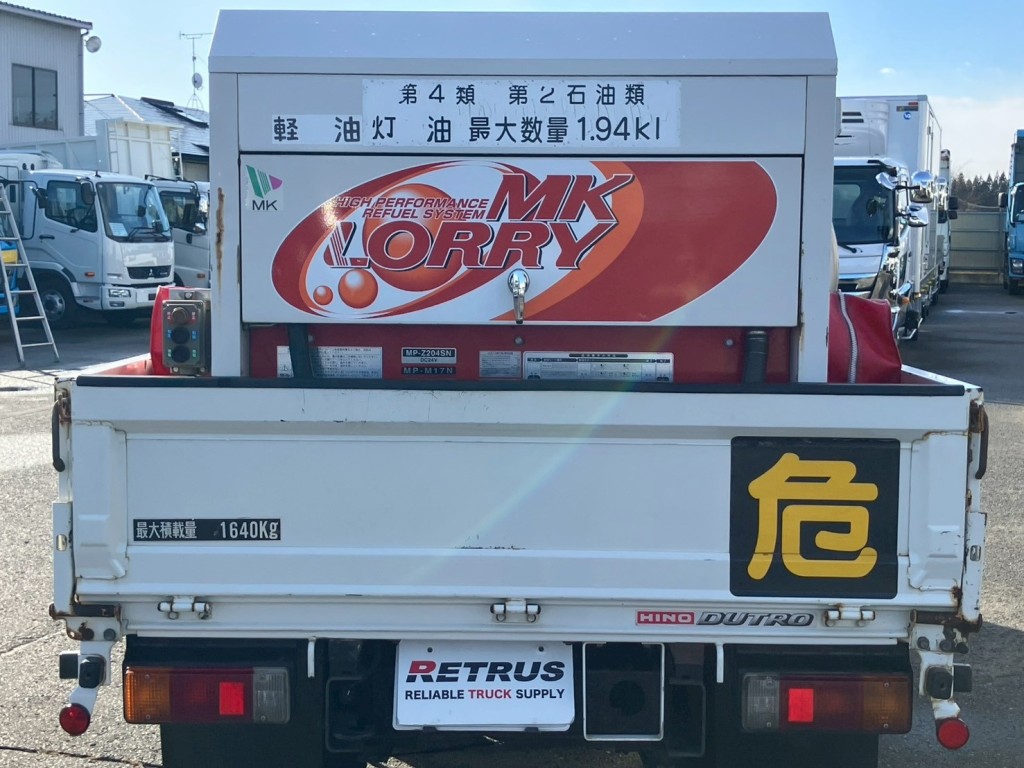 第4類 第2石油類
軽 油 灯 油 最大数量1.94kl
MK
HIGH PERFORMANCE
REFUEL SYSTEM
MK
LORRY
MP-Z204SN
MP-M17N
最大積載量 1640Kg
危
HINO DUTRO
RETRUS
RELIABLE TRUCK SUPPLY